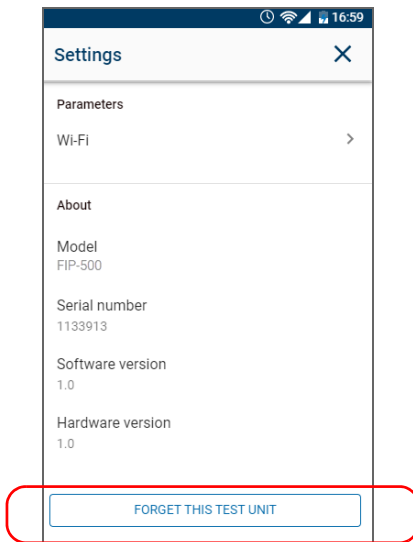 16:59
Settings
Parameters
Wi-Fi
About
Model
FIP-500
Serial number
1133913
Software version
1.0
Hardware version
1.0
FORGET THIS TEST UNIT